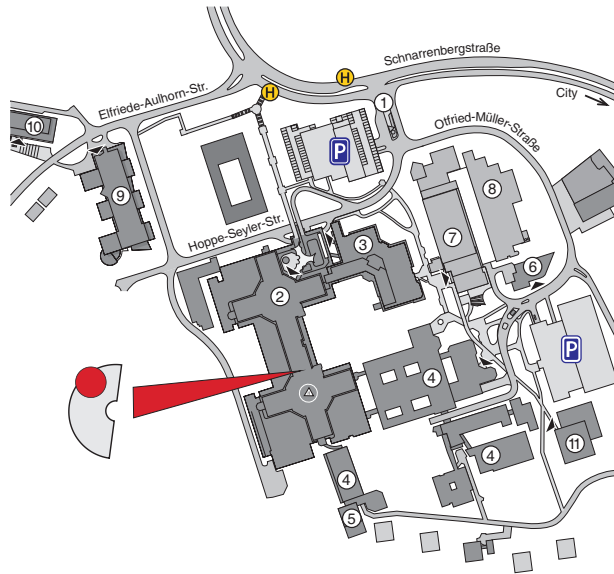 Schnarrenbergstraße
H
City
H
Elfriede-Aulhorn-Str.
1
Otfried-Müller-Straße
10
P
8
9
Hoppe-Seyler-Str.
3
7
6
2
P
4
11
4
4
5